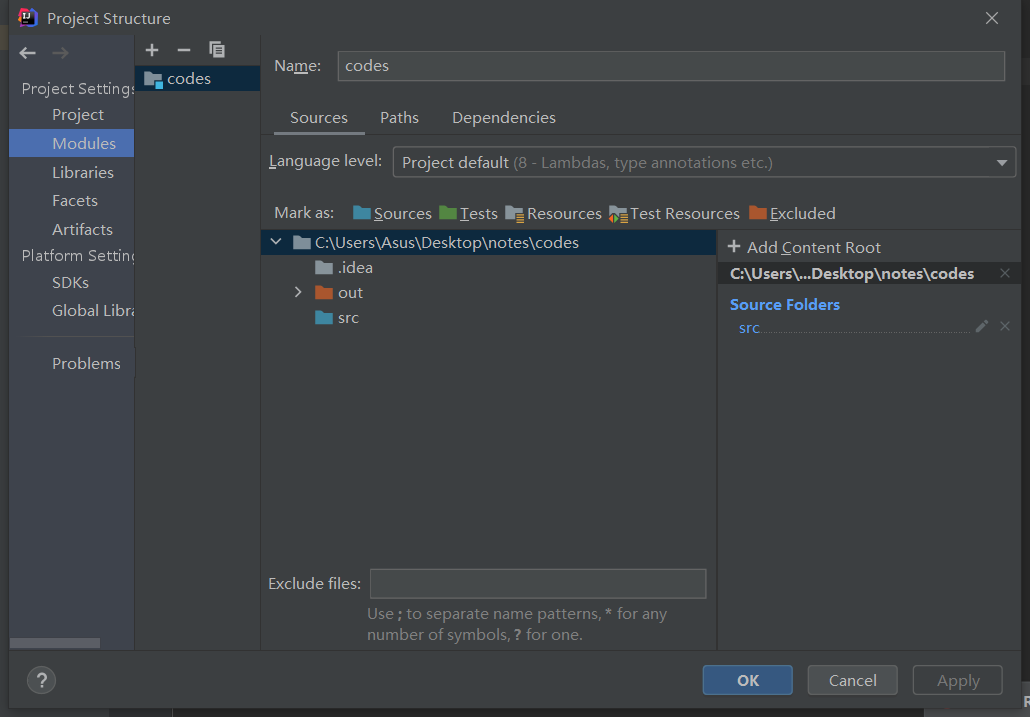 Project Structure
Project Settings
Project
Modules
Libraries
Facets
Artifacts
Platform Setting
SDKs
Global Libra
Problems
codes
Name: codes
Sources Paths Dependencies
Language level: Project default (8 - Lambdas, type annotations etc.)
Mark as: Sources Tests Resources Test Resources Excluded
C:\Users\Asus\Desktop\notes\codes
.idea
out
src
+ Add Content Root
C:\Users\...Desktop\notes\codes
Source Folders
src
Exclude files:
Use ; to separate name patterns, * for any
number of symbols, ? for one.
?
OK Cancel Apply